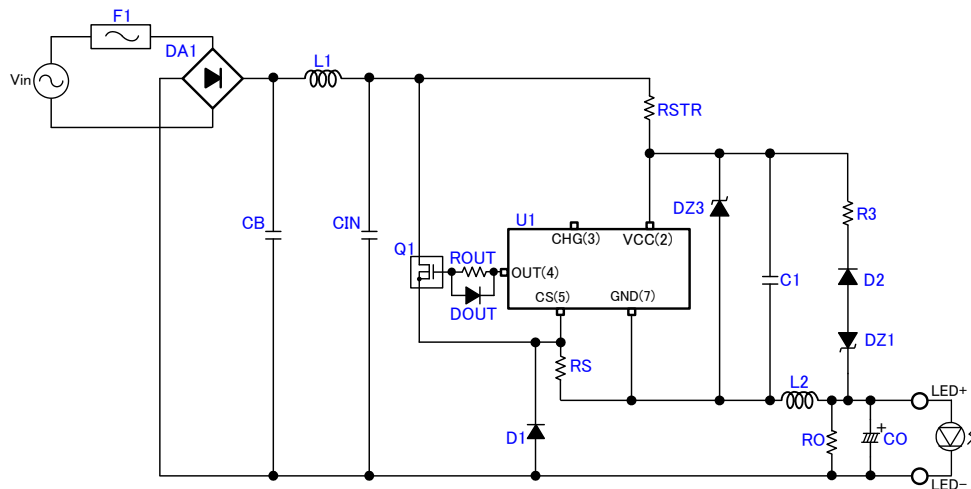 F1
DA1
L1
Vin
RSTR
CB
CIN
U1
DZ3
R3
CHG(3)
VCC(2)
Q1
ROUT
OUT(4)
C1
D2
DOUT
CS(5)
GND(7)
DZ1
RS
L2
LED+
D1
RO
CO
+
LED-